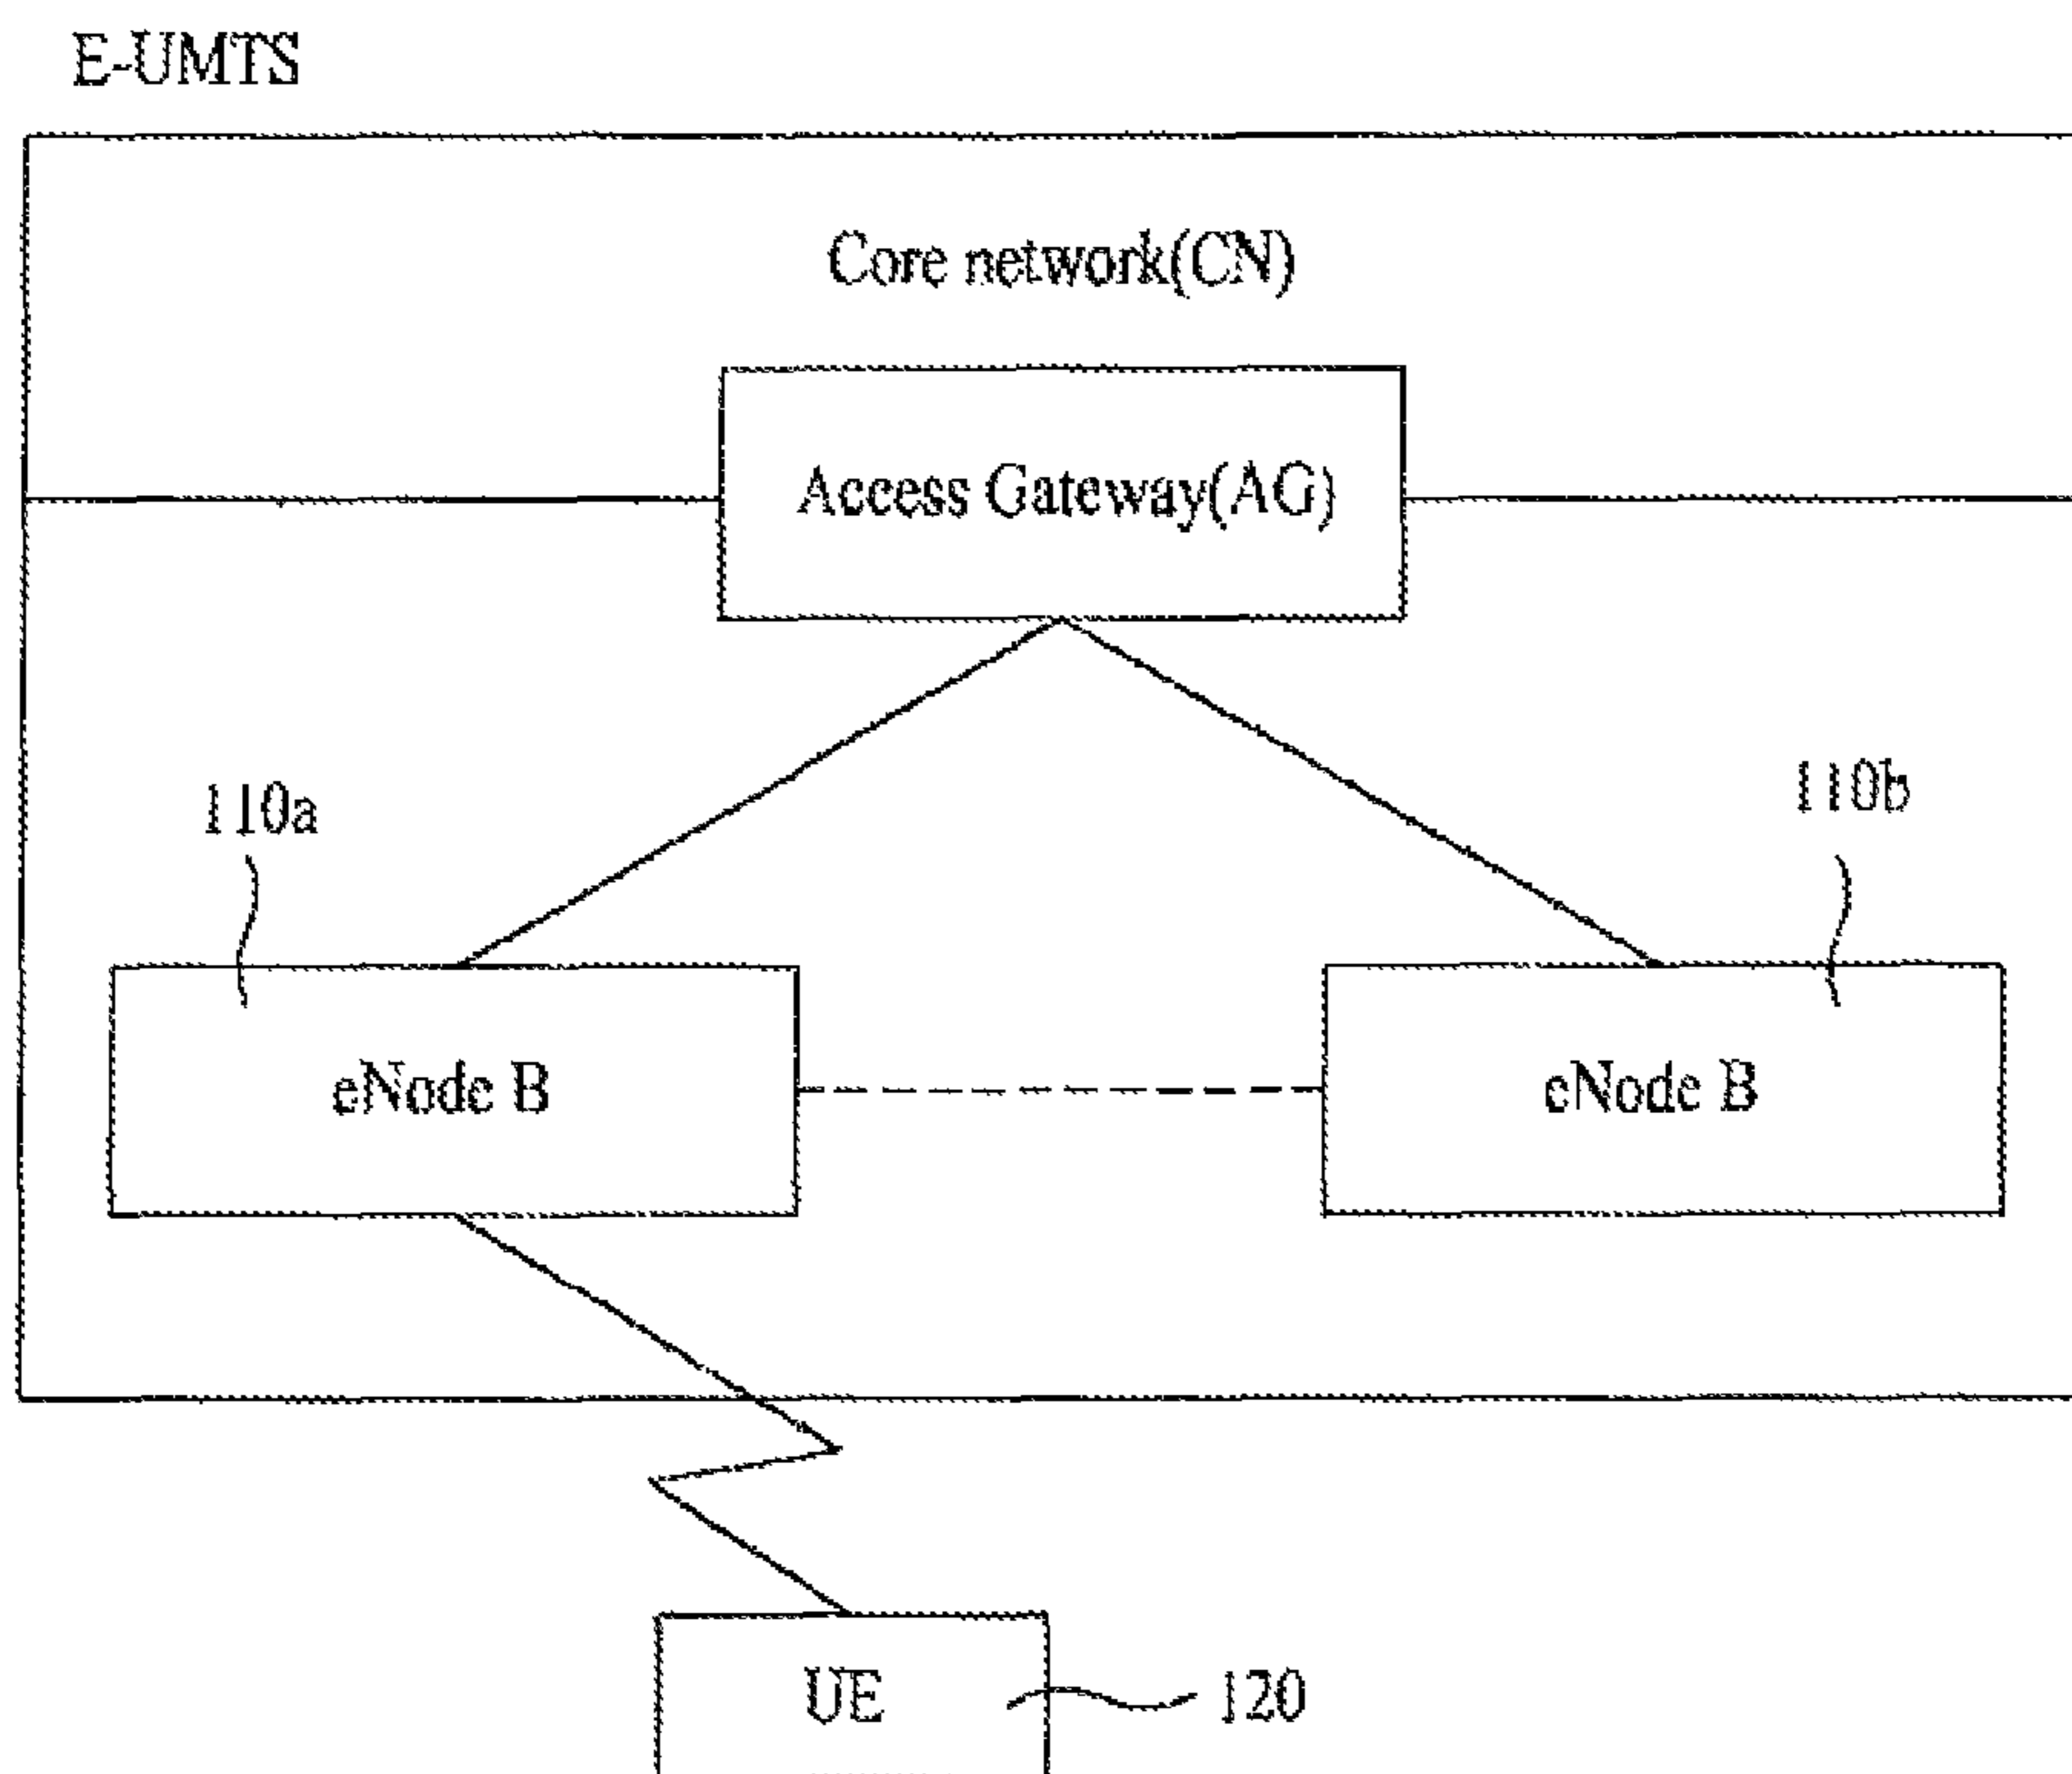 E-UMTS
Core network(CN)
Access Gateway(AG)
110a
110b
eNode B
eNode B
UE
120